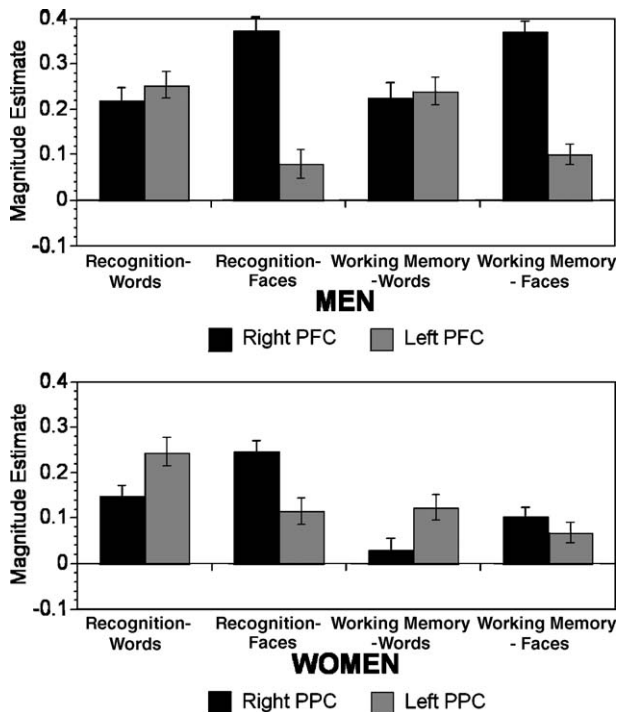 0.4
0.3
0.2
0.1
0
-0.1
Magnitude Estimate
Recognition-
Words
Recognition-
Faces
Working Memory
-Words
Working Memory
- Faces
MEN
Right PFC
Left PFC
0.4
0.3
0.2
0.1
0
-0.1
Magnitude Estimate
Recognition-
Words
Recognition-
Faces
Working Memory
-Words
Working Memory
- Faces
WOMEN
Right PPC
Left PPC